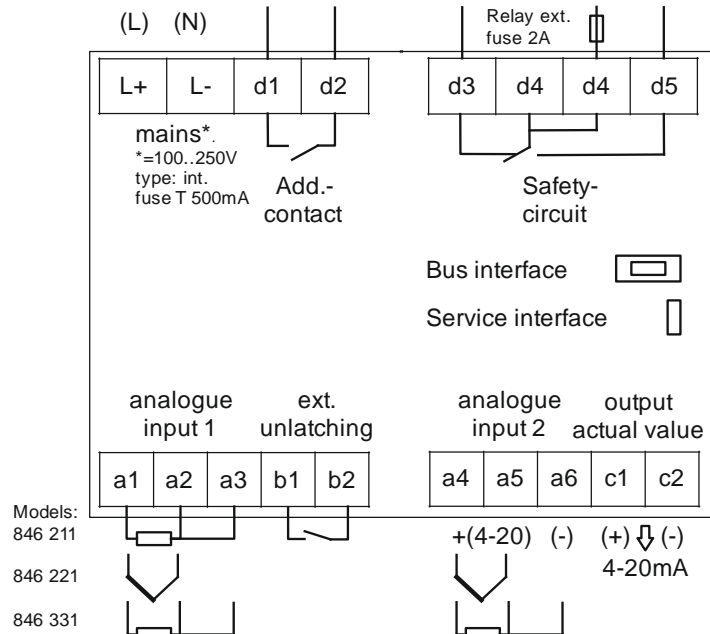 (L) (N)
Relay ext.
fuse 2A
L+ L- d1 d2 d3 d4 d4 d5
mains*.
*=100..250V
type: int.
fuse T 500mA
Add.-
contact
Safety-
circuit
Bus interface
Service interface
analogue
input 1
ext.
unlatching
analogue
input 2
output
actual value
a1 a2 a3 b1 b2 a4 a5 a6 c1 c2
Models:
846 211
+(4-20) (-) (+) (-)
4-20mA
846 221
846 331